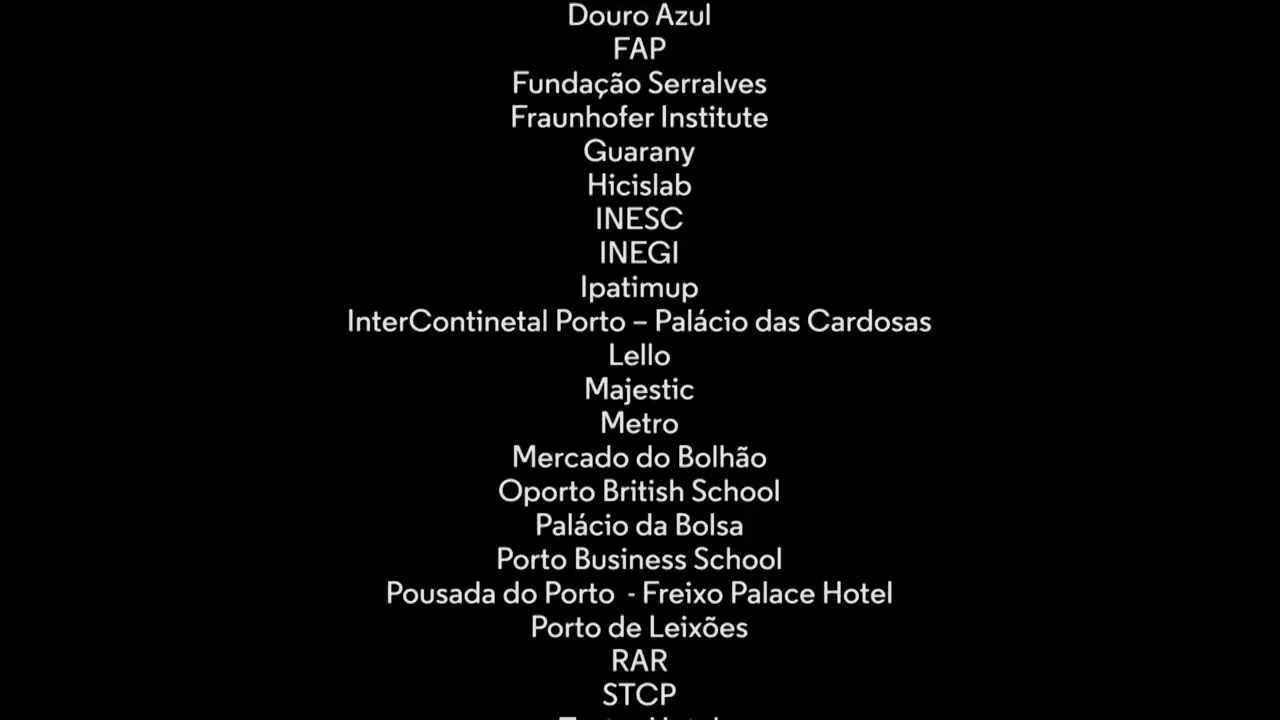 Douro Azul
FAP
Fundação Serralves
Fraunhofer Institute
Guarany
Hicislab
INESC
INEGI
Ipatimup
InterContinetal Porto – Palácio das Cardosas
Lello
Majestic
Metro
Mercado do Bolhão
Oporto British School
Palácio da Bolsa
Porto Business School
Pousada do Porto - Freixo Palace Hotel
Porto de Leixões
RAR
STCP